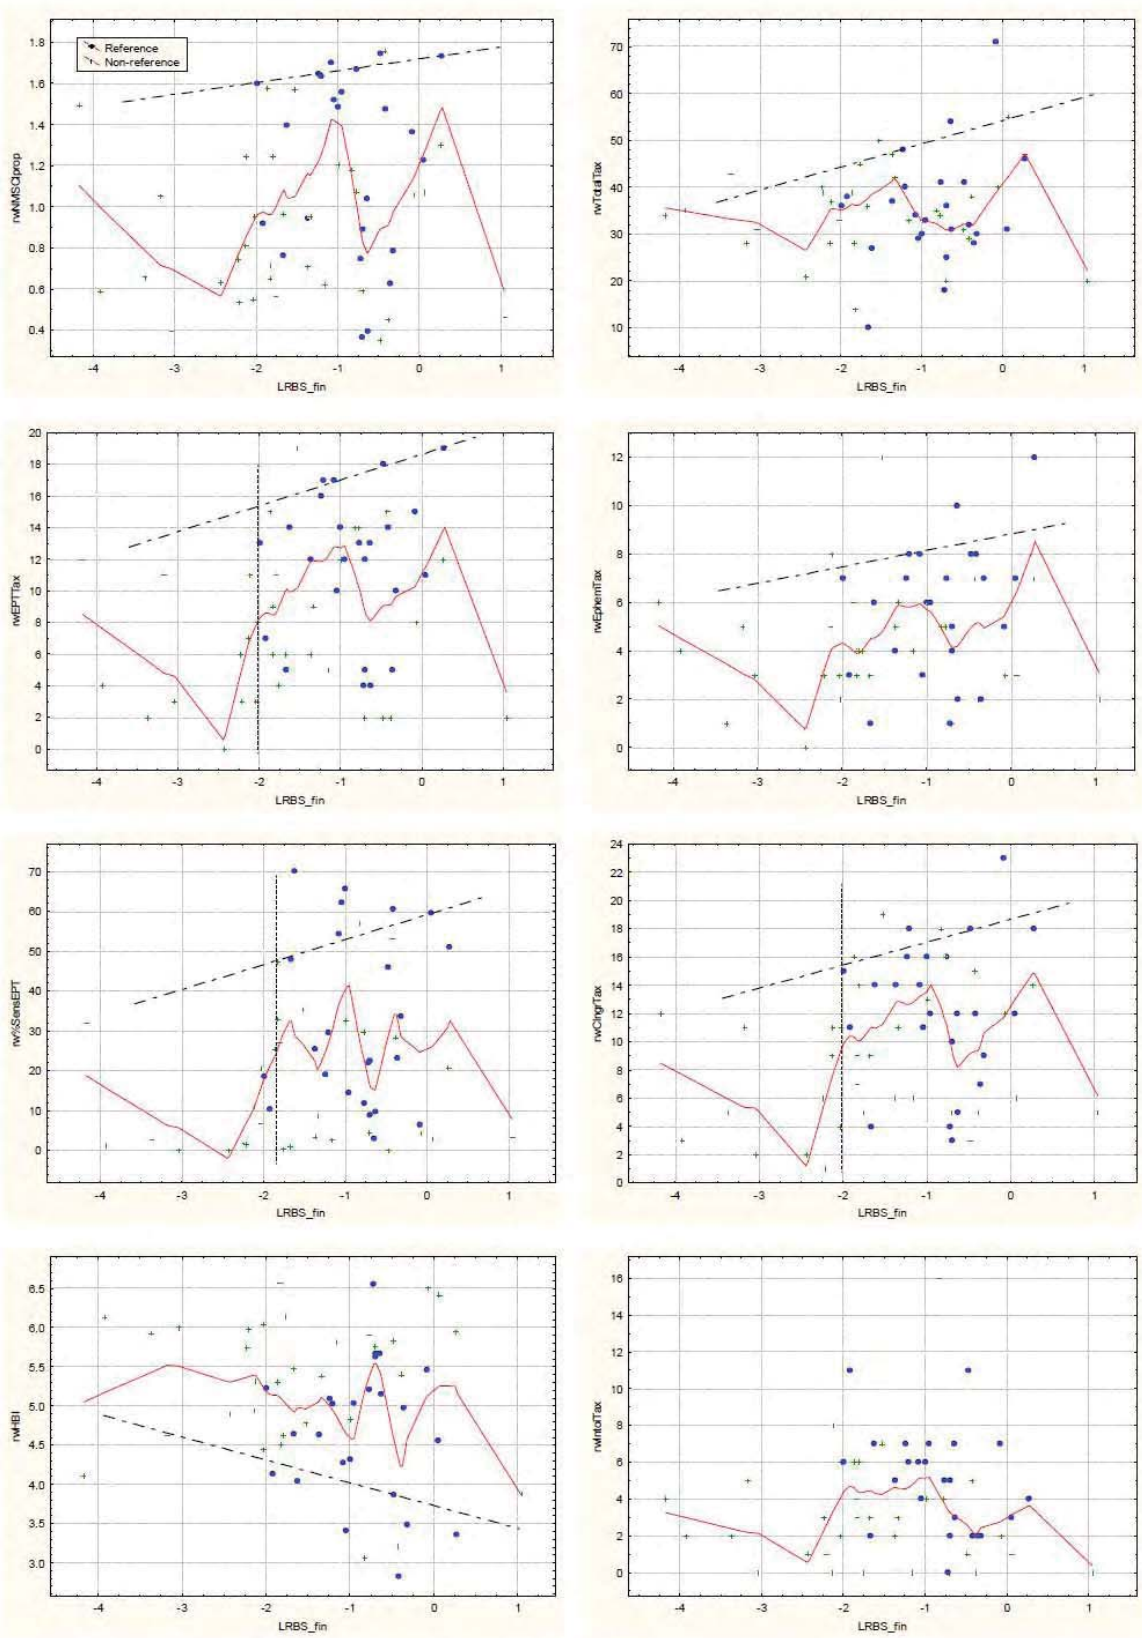 rwNMSCIprop
1.8
1.6
1.4
1.2
1.0
0.8
0.6
0.4
Reference
Non-reference
-4 -3 -2 -1 0 1
LRBS_fin
rwTotalTax
70
60
50
40
30
20
10
-4 -3 -2 -1 0 1
LRBS_fin
rwEPTTax
20
18
16
14
12
10
8
6
4
2
0
-4 -3 -2 -1 0 1
LRBS_fin
rwEphemTax
12
10
8
6
4
2
0
-4 -3 -2 -1 0 1
LRBS_fin
rw%SensEPT
70
60
50
40
30
20
10
0
-4 -3 -2 -1 0 1
LRBS_fin
rwClngrTax
24
22
20
18
16
14
12
10
8
6
4
2
0
-4 -3 -2 -1 0 1
LRBS_fin
rwHBI
6.5
6.0
5.5
5.0
4.5
4.0
3.5
3.0
-4 -3 -2 -1 0 1
LRBS_fin
rwIntolTax
16
14
12
10
8
6
4
2
0
-4 -3 -2 -1 0 1
LRBS_fin